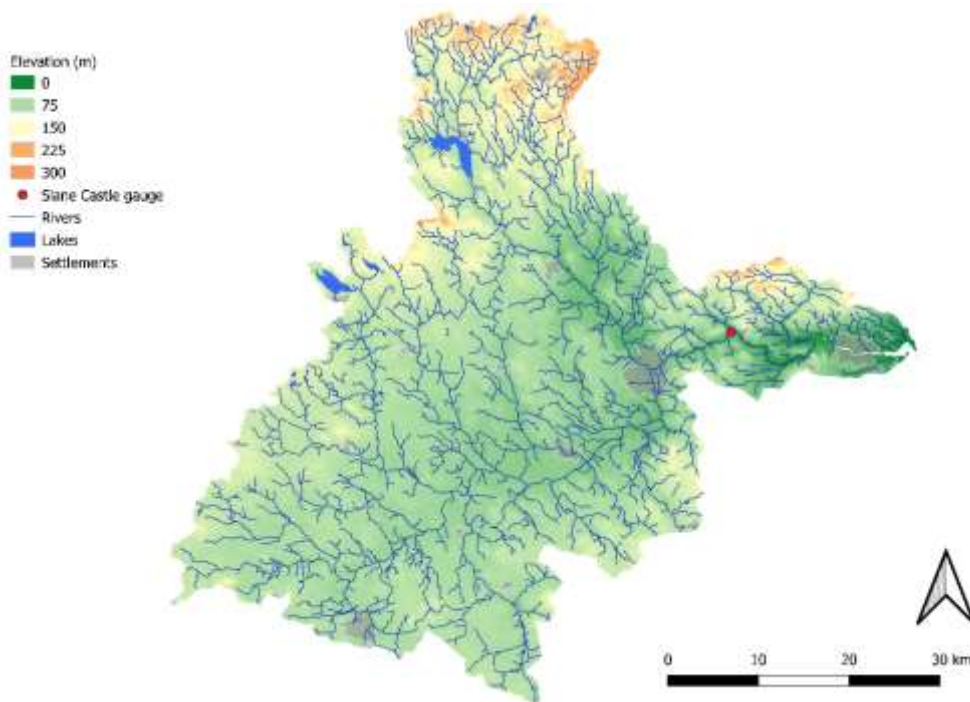 Elevation (m)
0
75
150
225
300
Slane Castle gauge
Rivers
Lakes
Settlements
0 10 20 30 km